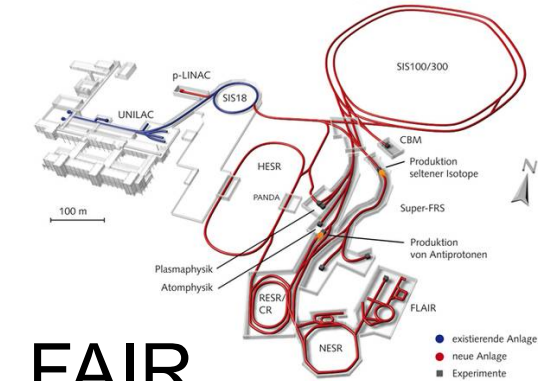 p-LINAC
SIS100/300
SIS18
UNILAC
CBM
HESR
Produktion
seltener Isotope
N
PANDA
100 m
Super-FRS
Produktion
von Antiprotonen
Plasmaphysik
Atomphysik
RESR/
CR
FLAIR
NESR
FAIR
existierende Anlage
neue Anlage
Experimente